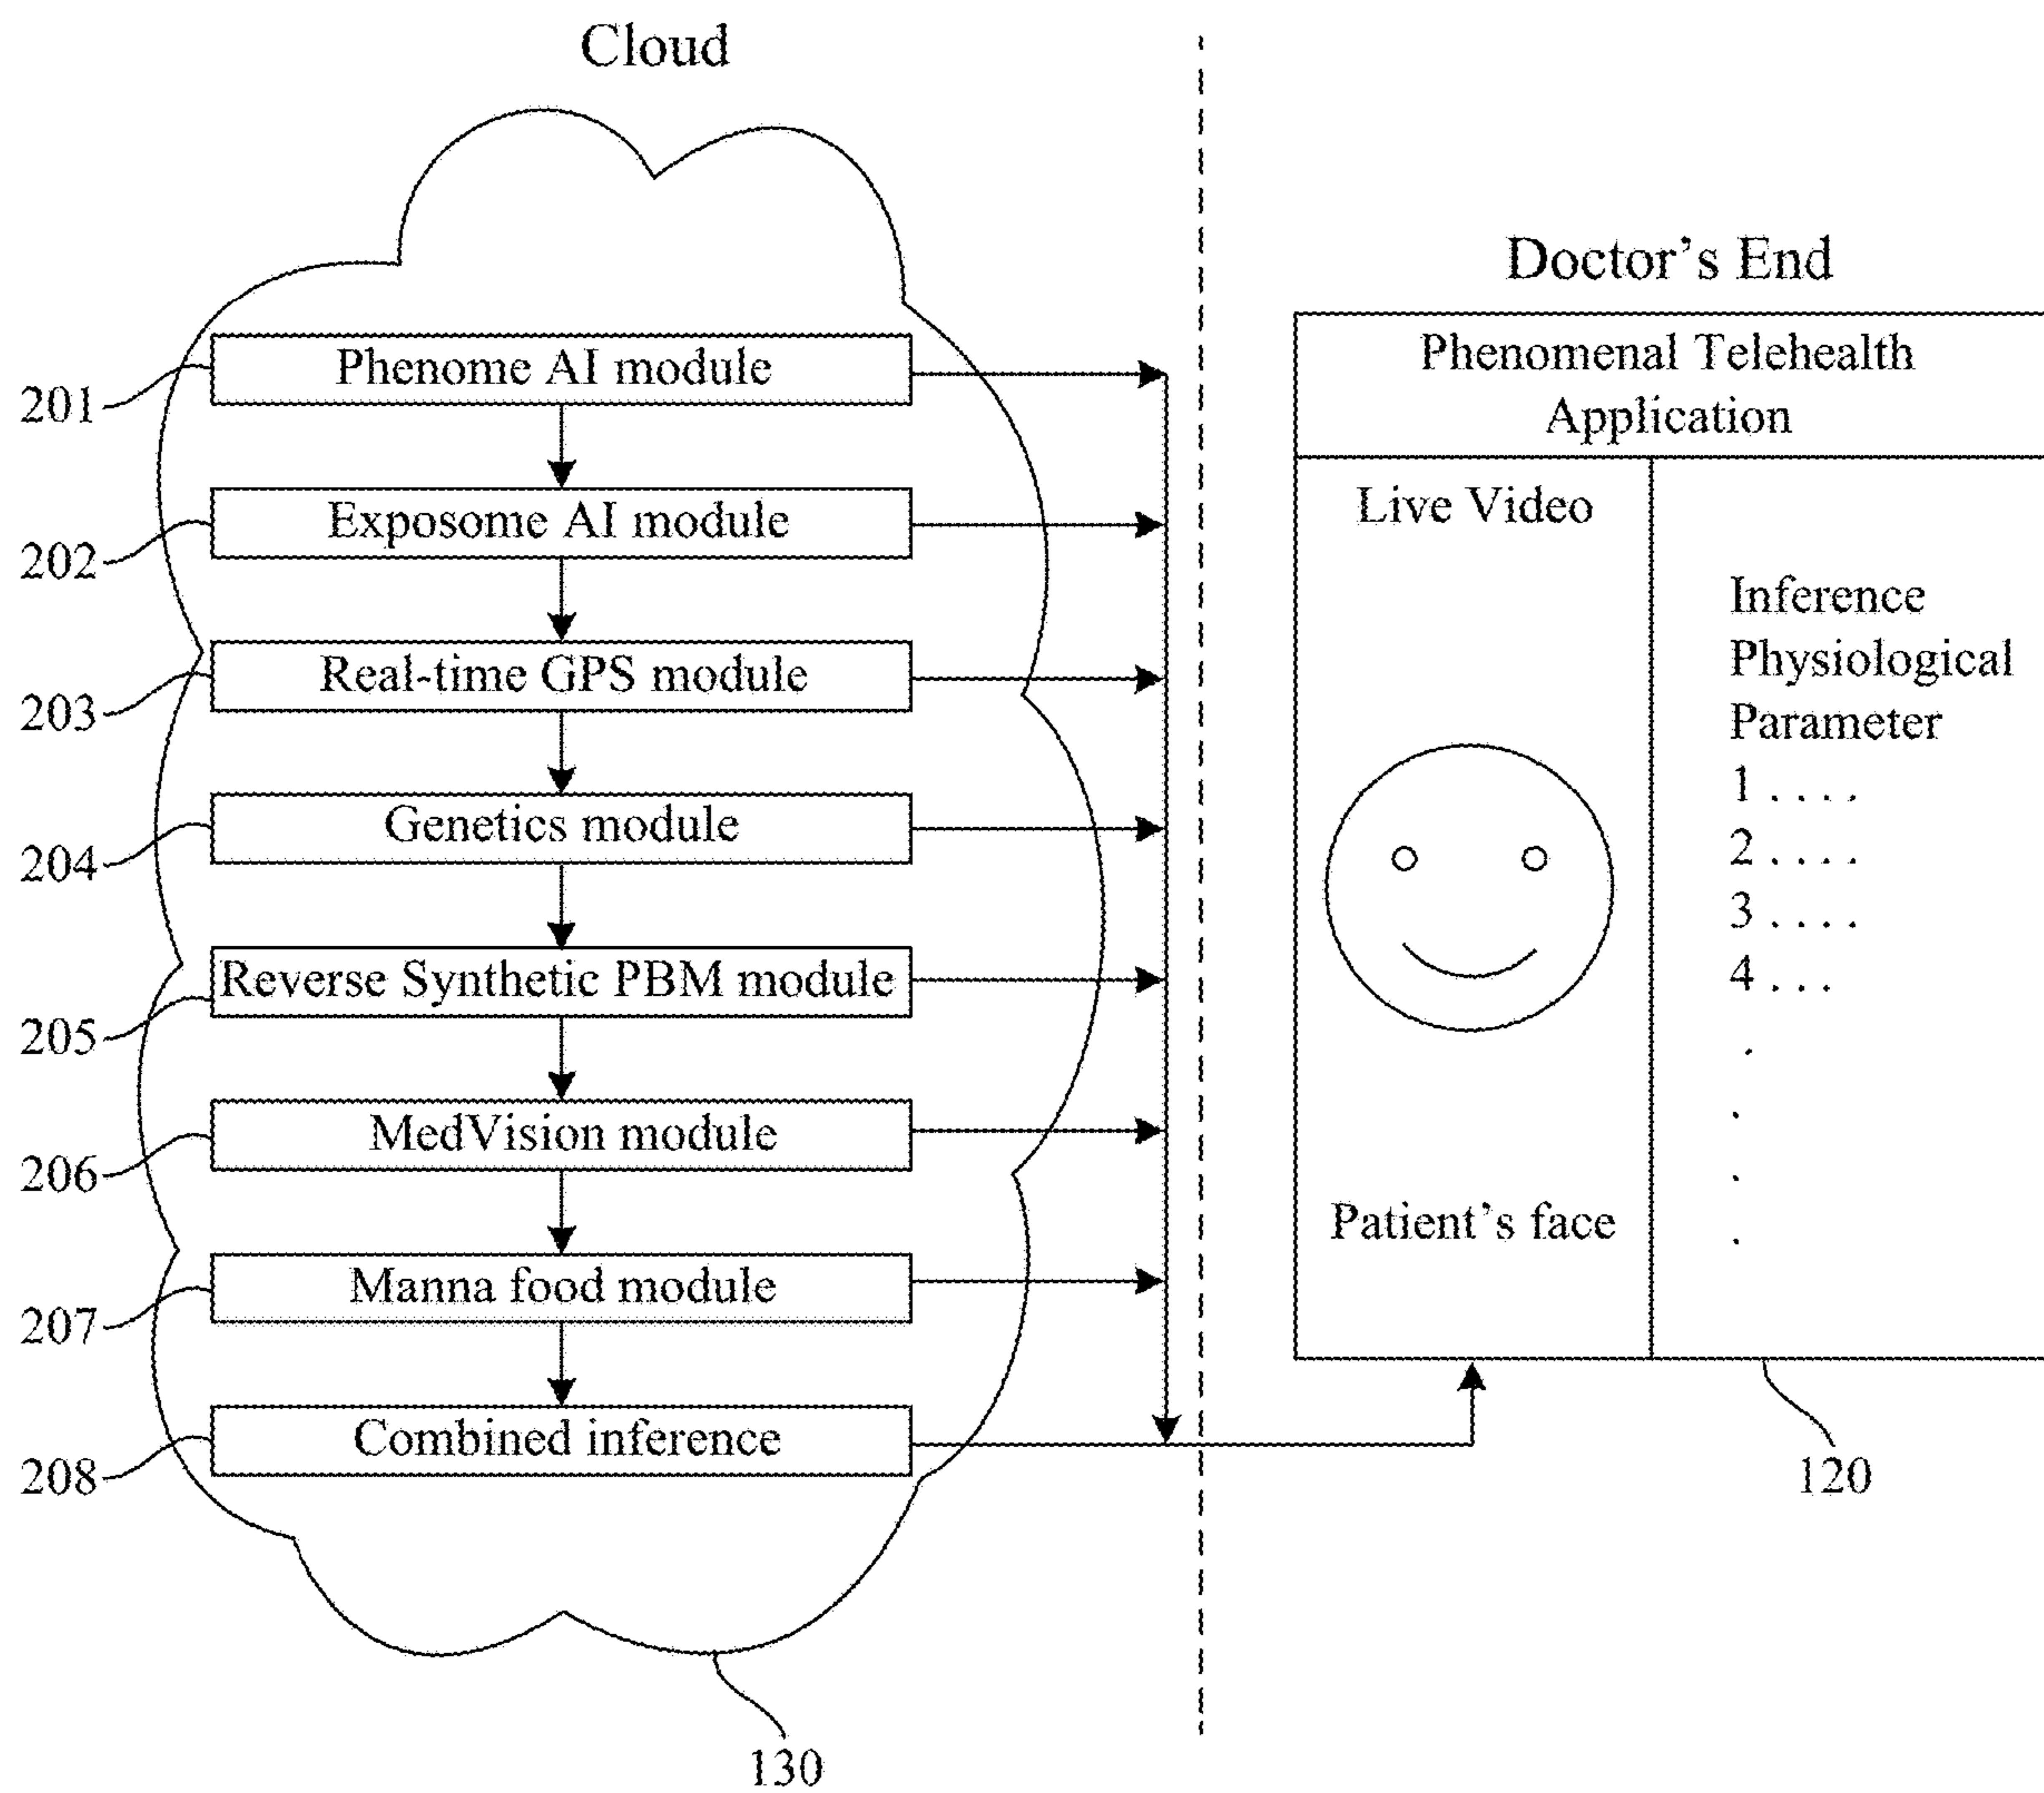 Cloud
201
Phenome AI module
202
Exposome AI module
203
Real-time GPS module
204
Genetics module
205
Reverse Synthetic PBM module
206
MedVision module
207
Manna food module
208
Combined inference
130
Doctor's End
Phenomenal Telehealth
Application
Live Video
Patient's face
Inference
Physiological
Parameter
1 . . . .
2 . . . .
3 . . . .
4 . . .
.
.
.
.
120